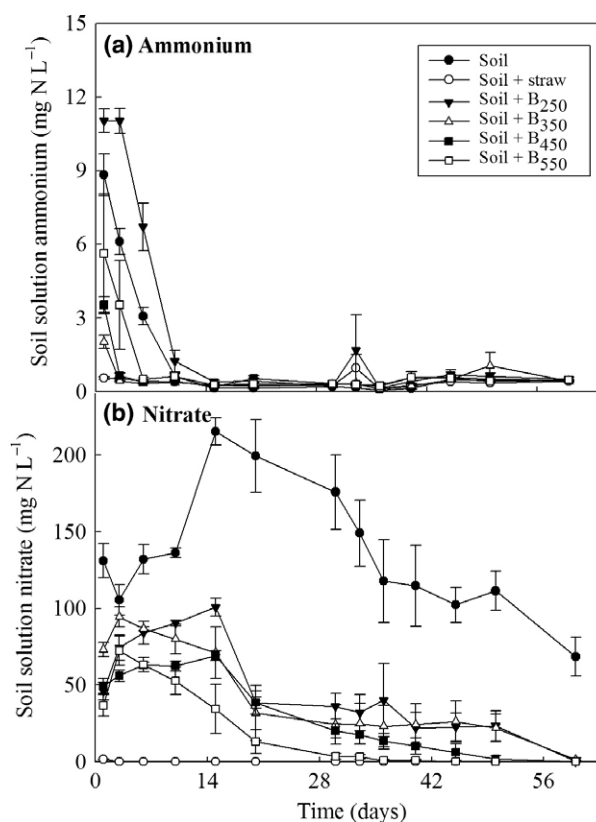 (a) Ammonium
Soil solution ammonium (mg N L⁻¹)
15
12
9
6
3
0
Soil
Soil + straw
Soil + B250
Soil + B350
Soil + B450
Soil + B550
(b) Nitrate
Soil solution nitrate (mg N L⁻¹)
200
150
100
50
0
0
14
28
42
56
Time (days)